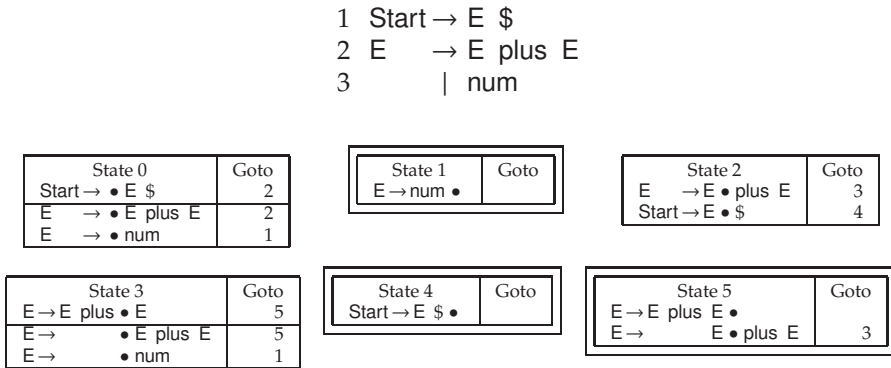 1 Start → E $
2 E → E plus E
3 | num
State 0 Goto
Start → • E $ 2
E → • E plus E 2
E → • num 1
State 1 Goto
E → num •
State 2 Goto
E → E • plus E 3
Start → E • $ 4
State 3 Goto
E → E plus • E 5
E → • E plus E 5
E → • num 1
State 4 Goto
Start → E $ •
State 5 Goto
E → E plus E •
E → E • plus E 3